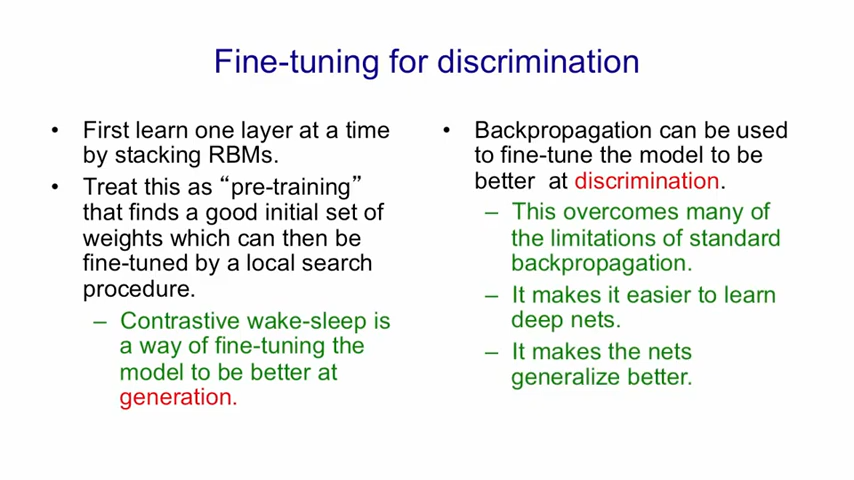 Fine-tuning for discrimination
• First learn one layer at a time
by stacking RBMs.
• Treat this as “pre-training”
that finds a good initial set of
weights which can then be
fine-tuned by a local search
procedure.
– Contrastive wake-sleep is
a way of fine-tuning the
model to be better at
generation.
• Backpropagation can be used
to fine-tune the model to be
better at discrimination.
– This overcomes many of
the limitations of standard
backpropagation.
– It makes it easier to learn
deep nets.
– It makes the nets
generalize better.